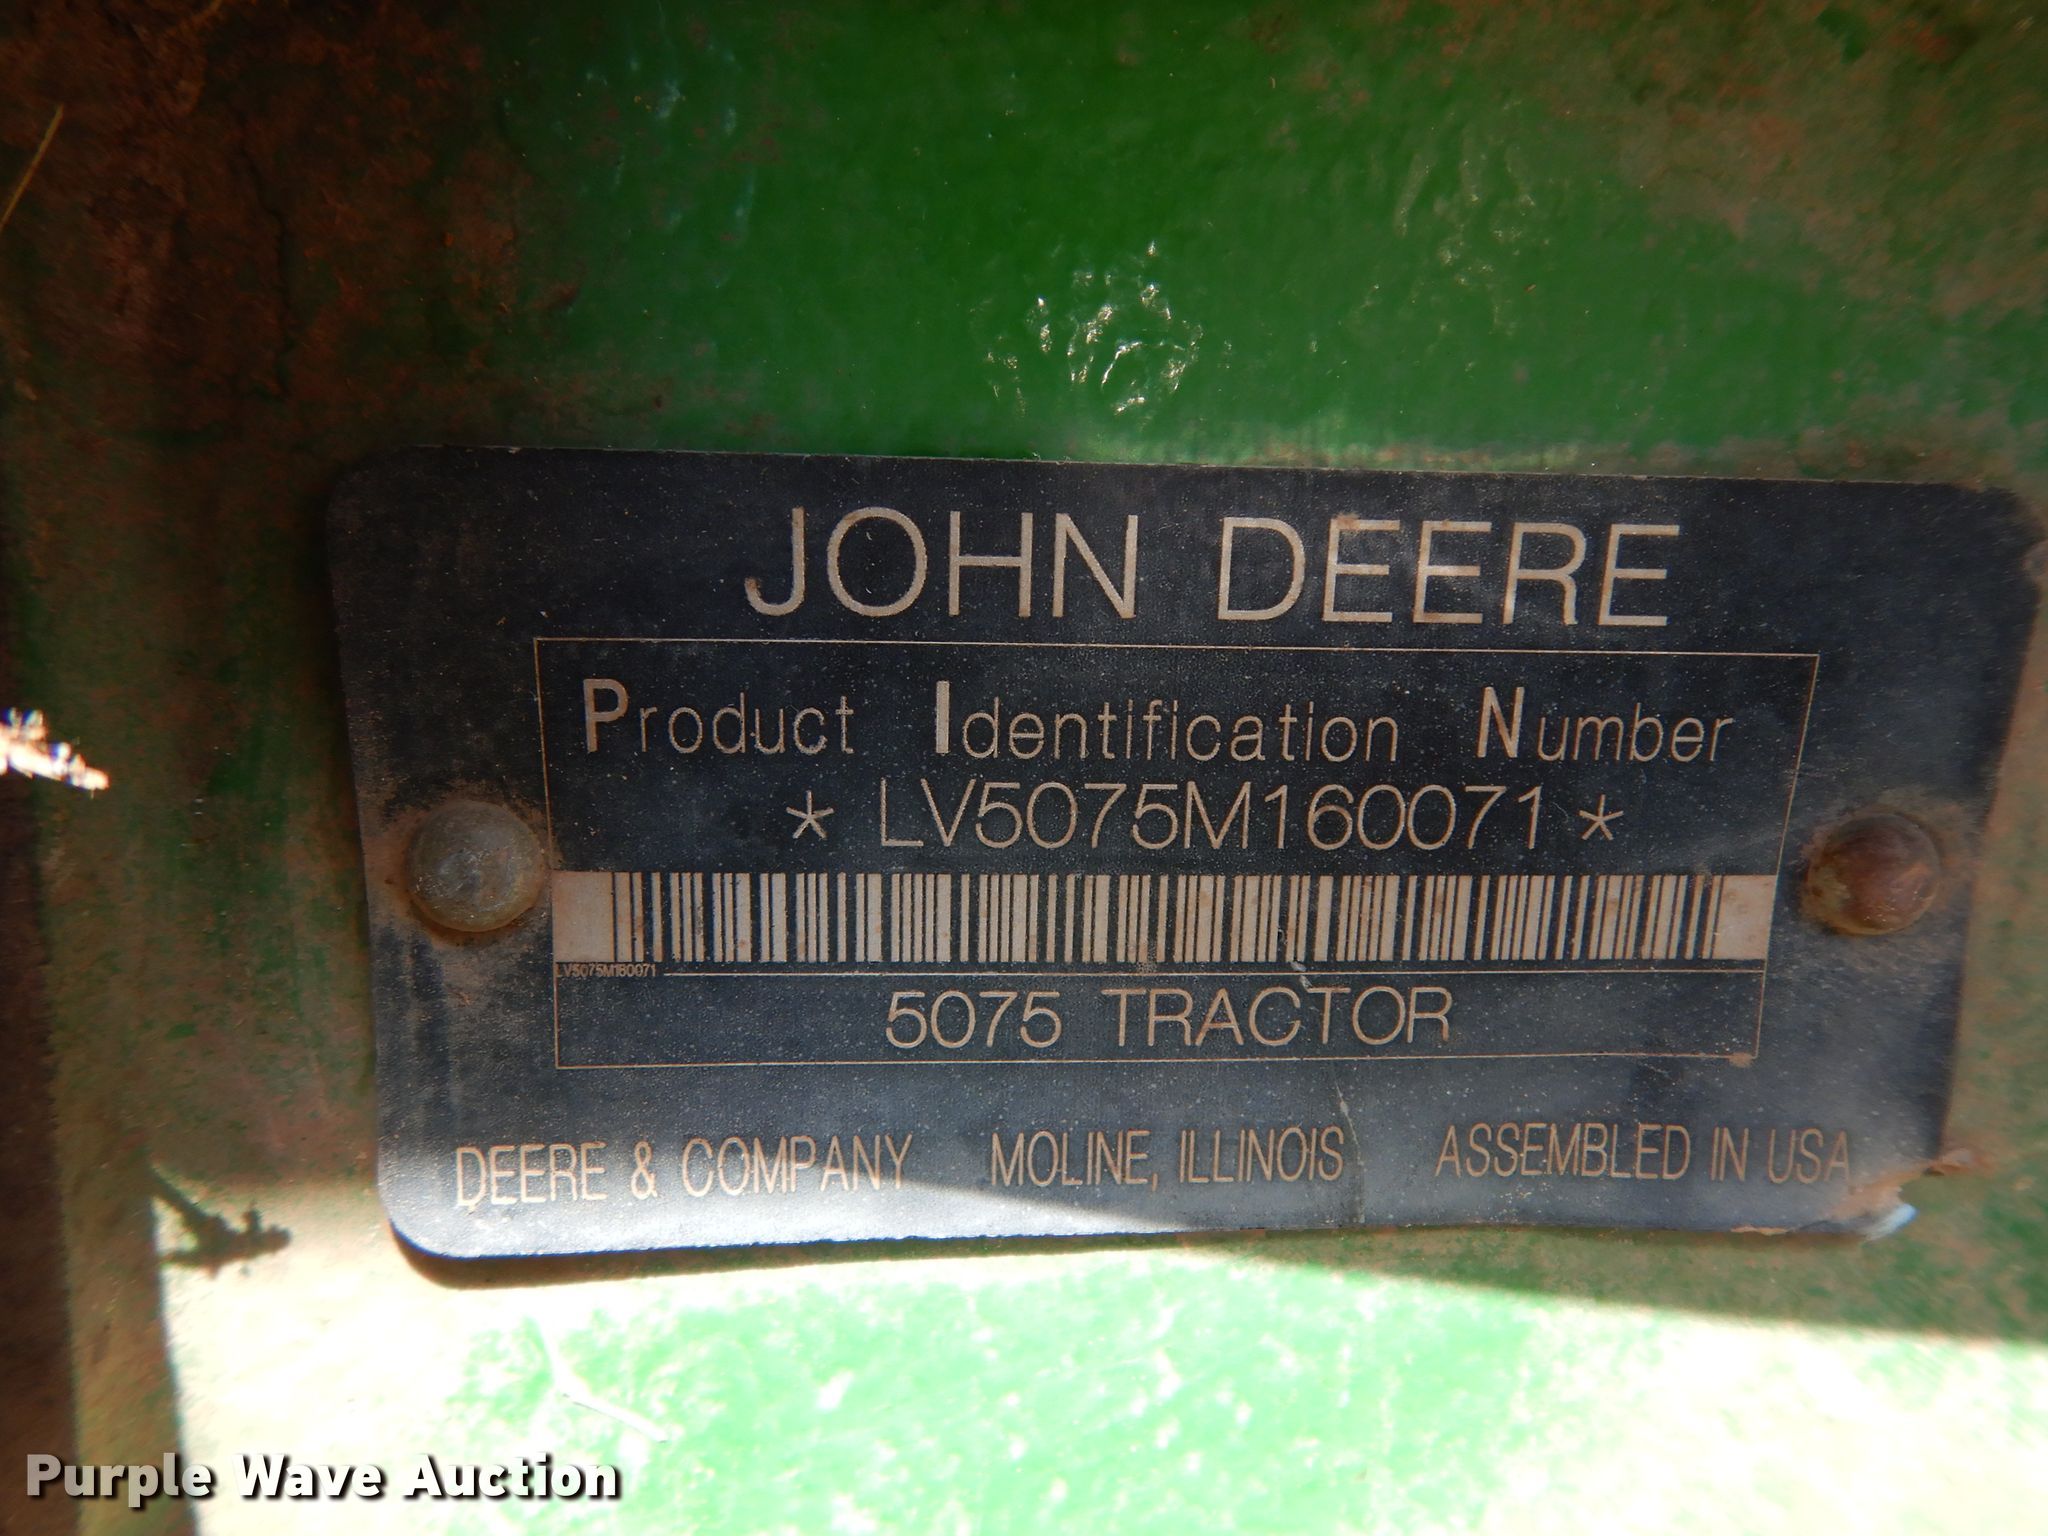 JOHN DEERE
Product Identification Number
* LV5075M160071 *
LV5075M160071
5075 TRACTOR
DEERE & COMPANY MOLINE, ILLINOIS ASSEMBLED IN USA
Purple Wave Auction